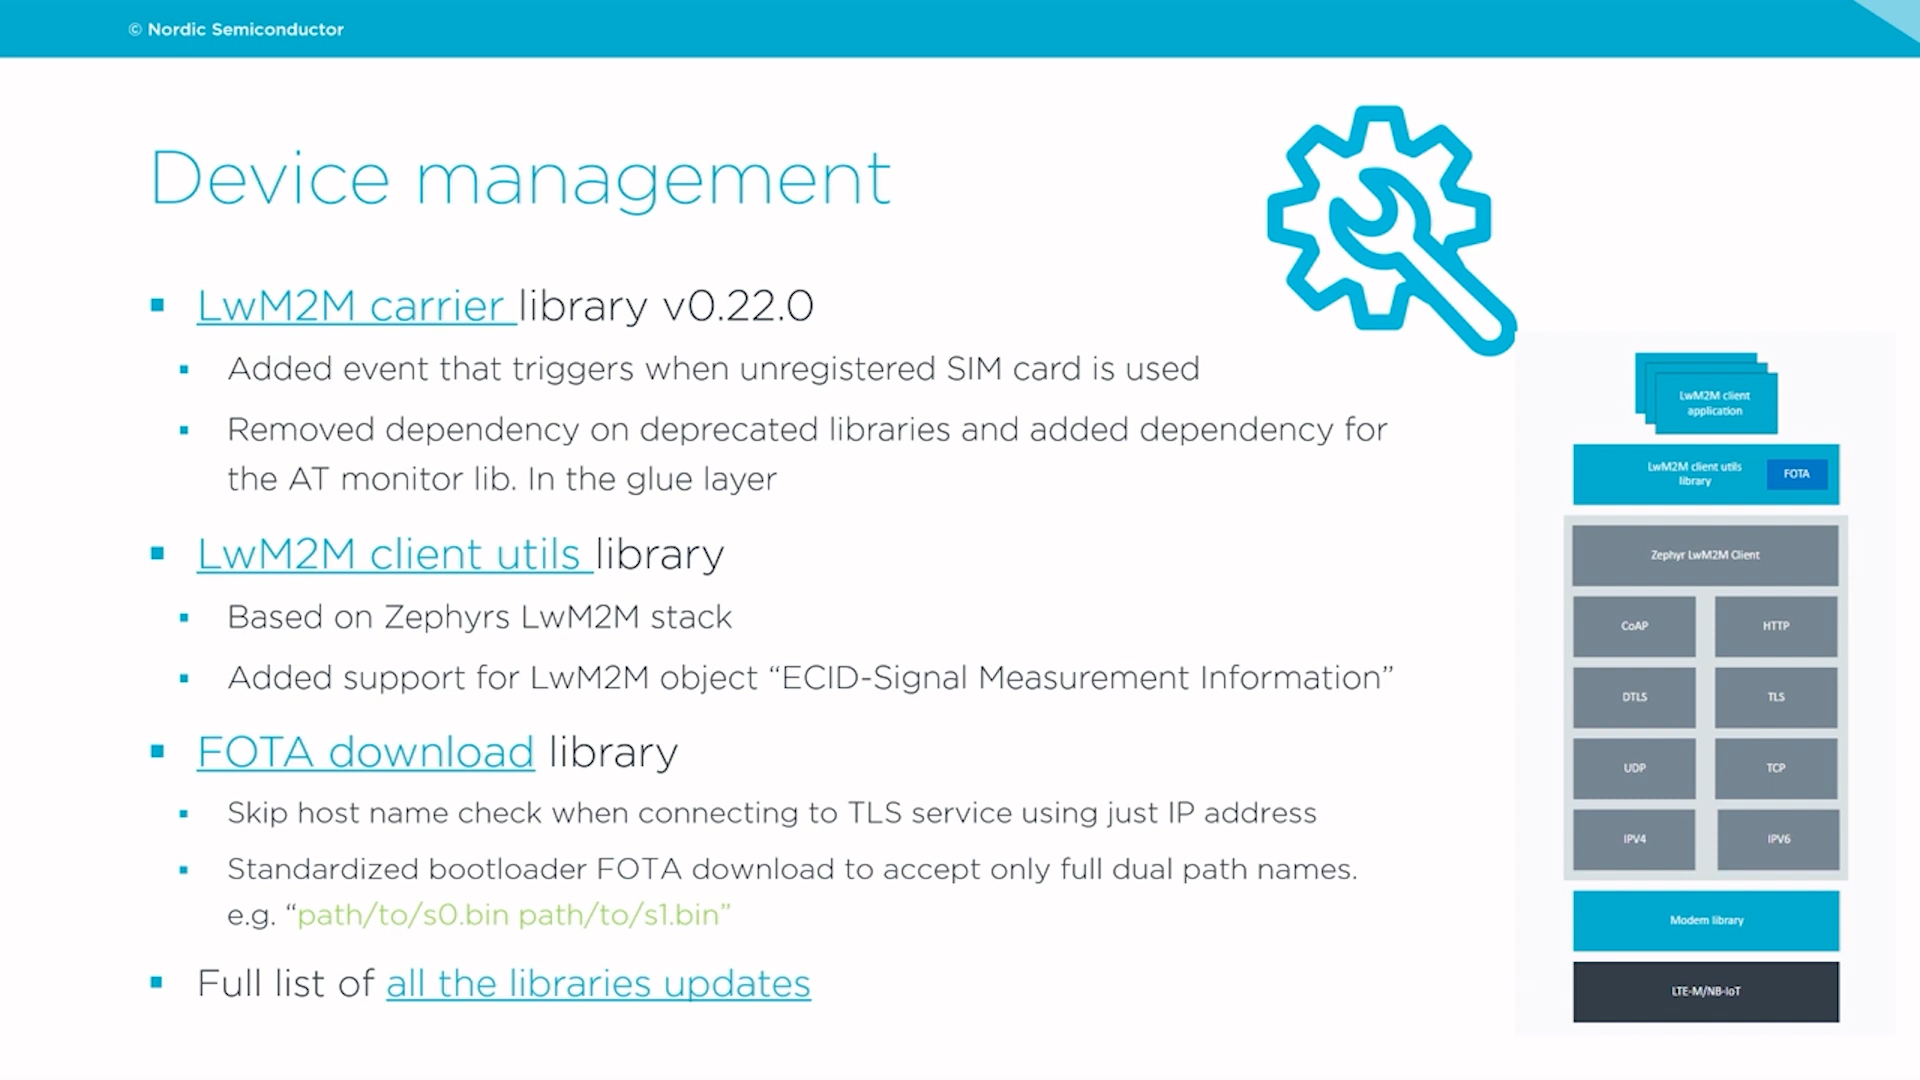 © Nordic Semiconductor
Device management
LwM2M carrier library v0.22.0
Added event that triggers when unregistered SIM card is used
Removed dependency on deprecated libraries and added dependency for
the AT monitor lib. In the glue layer
LwM2M client utils library
Based on Zephyrs LwM2M stack
Added support for LwM2M object “ECID-Signal Measurement Information”
FOTA download library
Skip host name check when connecting to TLS service using just IP address
Standardized bootloader FOTA download to accept only full dual path names.
e.g. “path/to/s0.bin path/to/s1.bin”
Full list of all the libraries updates
LwM2M client
application
LwM2M client utils
library
FOTA
Zephyr LwM2M Client
CoAP
HTTP
DTLS
TLS
UDP
TCP
IPV4
IPV6
Modem library
LTE-M/NB-IoT